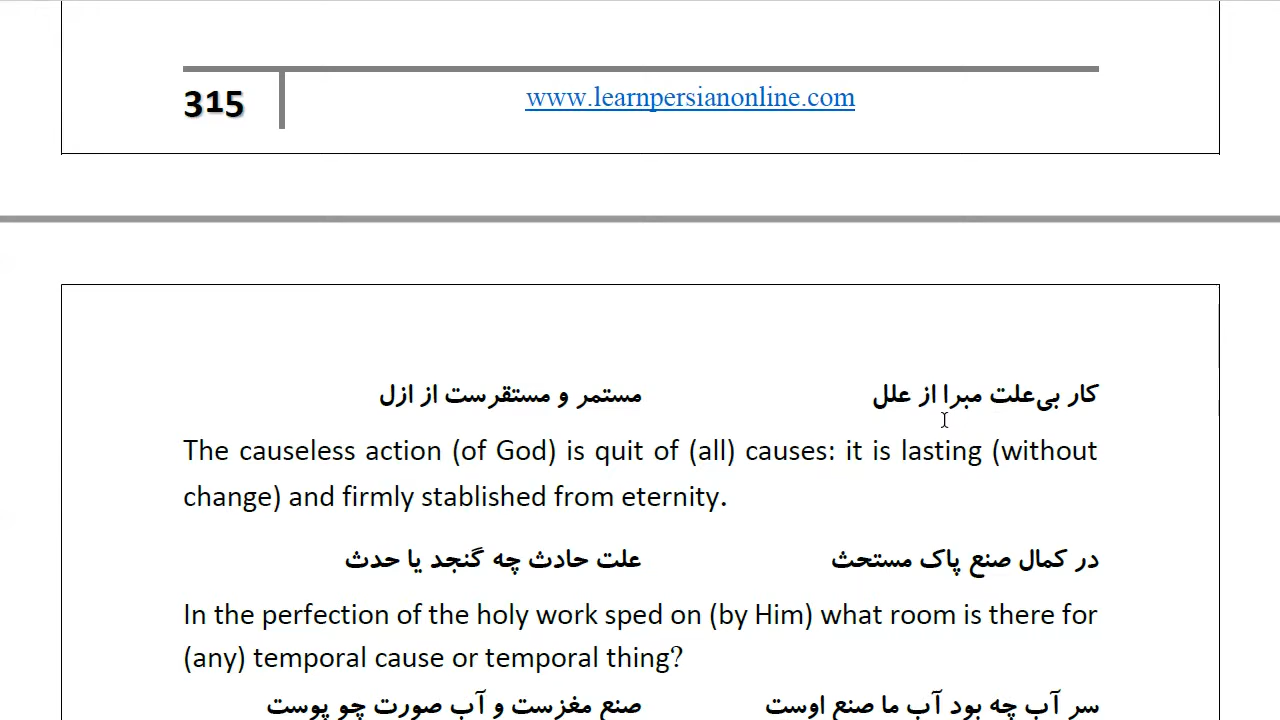 315 www.learnpersianonline.com
کار بی‌علت مبرا از علل مستمر و مستقرست از ازل
The causeless action (of God) is quit of (all) causes: it is lasting (without
change) and firmly stablished from eternity.
در کمال صنع پاک مستحث علت حادث چه گنجد یا حدث
In the perfection of the holy work sped on (by Him) what room is there for
(any) temporal cause or temporal thing?
سر آب چه بود آب ما صنع اوست صنع مغزست و آب صورت چو پوست